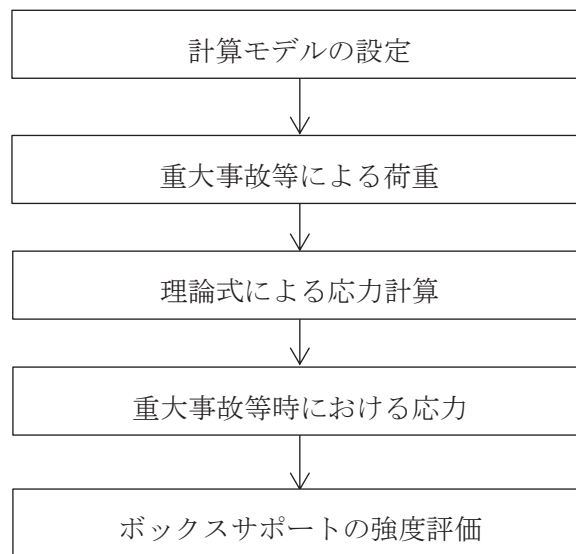 計算モデルの設定
重大事故等による荷重
理論式による応力計算
重大事故等時における応力
ボックスサポートの強度評価